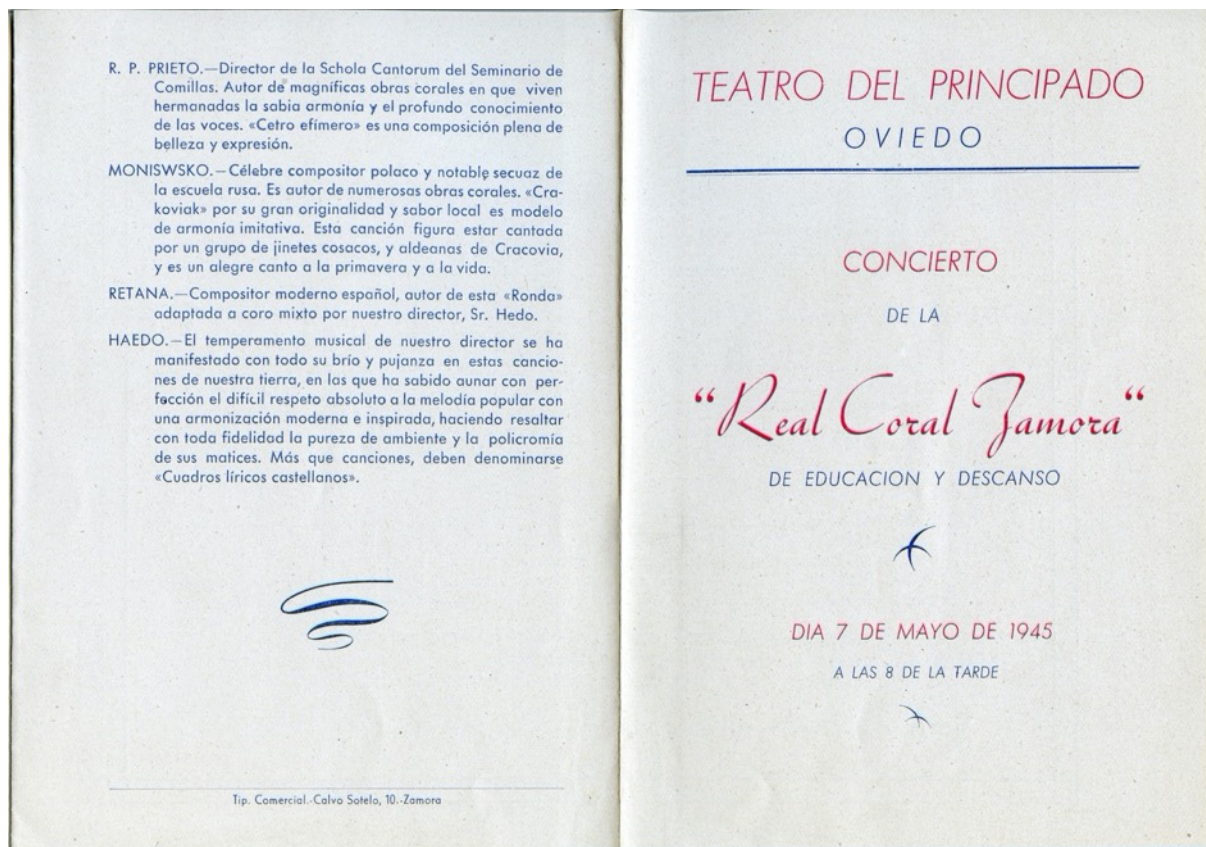 R. P. PRIETO.—Director de la Schola Cantorum del Seminario de
Comillas. Autor de magníficas obras corales en que viven
hermanadas la sabia armonía y el profundo conocimiento
de las voces. «Cetro efímero» es una composición plena de
belleza y expresión.
MONISWSKO.—Célebre compositor polaco y notable secuaz de
la escuela rusa. Es autor de numerosas obras corales. «Cra-
koviak» por su gran originalidad y sabor local es modelo
de armonía imitativa. Esta canción figura estar cantada
por un grupo de jinetes cosacos, y aldeanas de Cracovia,
y es un alegre canto a la primavera y a la vida.
RETANA.—Compositor moderno español, autor de esta «Ronda»
adaptada a coro mixto por nuestro director, Sr. Hedo.
HAEDO.—El temperamento musical de nuestro director se ha
manifestado con todo su brío y pujanza en estas cancio-
nes de nuestra tierra, en las que ha sabido aunar con per-
fección el difícil respeto absoluto a la melodía popular con
una armonización moderna e inspirada, haciendo resaltar
con toda fidelidad la pureza de ambiente y la policromía
de sus matices. Más que canciones, deben denominarse
«Cuadros líricos castellanos».
Tip. Comercial.-Calvo Sotelo, 10.-Zamora
TEATRO DEL PRINCIPADO
OVIEDO
CONCIERTO
DE LA
“Real Coral Zamora“
DE EDUCACION Y DESCANSO
DIA 7 DE MAYO DE 1945
A LAS 8 DE LA TARDE